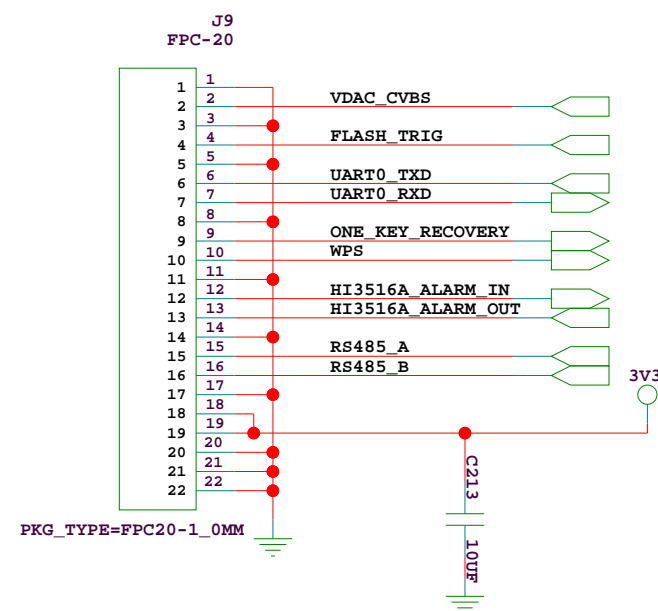 J9
FPC-20
1 1
2 2 VDAC_CVBS
3 3
4 4 FLASH_TRIG
5 5
6 6 UART0_TXD
7 7 UART0_RXD
8 8
9 9 ONE_KEY_RECOVERY
10 10 WPS
11 11
12 12 HI3516A_ALARM_IN
13 13 HI3516A_ALARM_OUT
14 14
15 15 RS485_A
16 16 RS485_B
17 17
3V3
18 18
19 19
20 20
21 21
22 22
C213
10UF
PKG_TYPE=FPC20-1_0MM